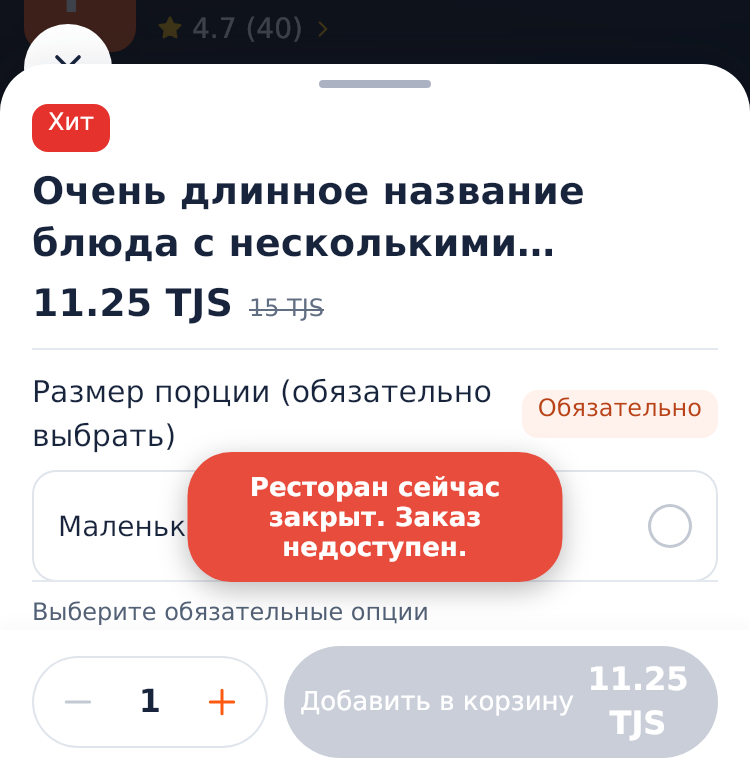 4.7 (40)
Хит
Очень длинное название
блюда с несколькими…
11.25 TJS 15 TJS
Размер порции (обязательно
выбрать)
Обязательно
Маленьк
Ресторан сейчас
закрыт. Заказ
недоступен.
Выберите обязательные опции
1
Добавить в корзину
11.25
TJS